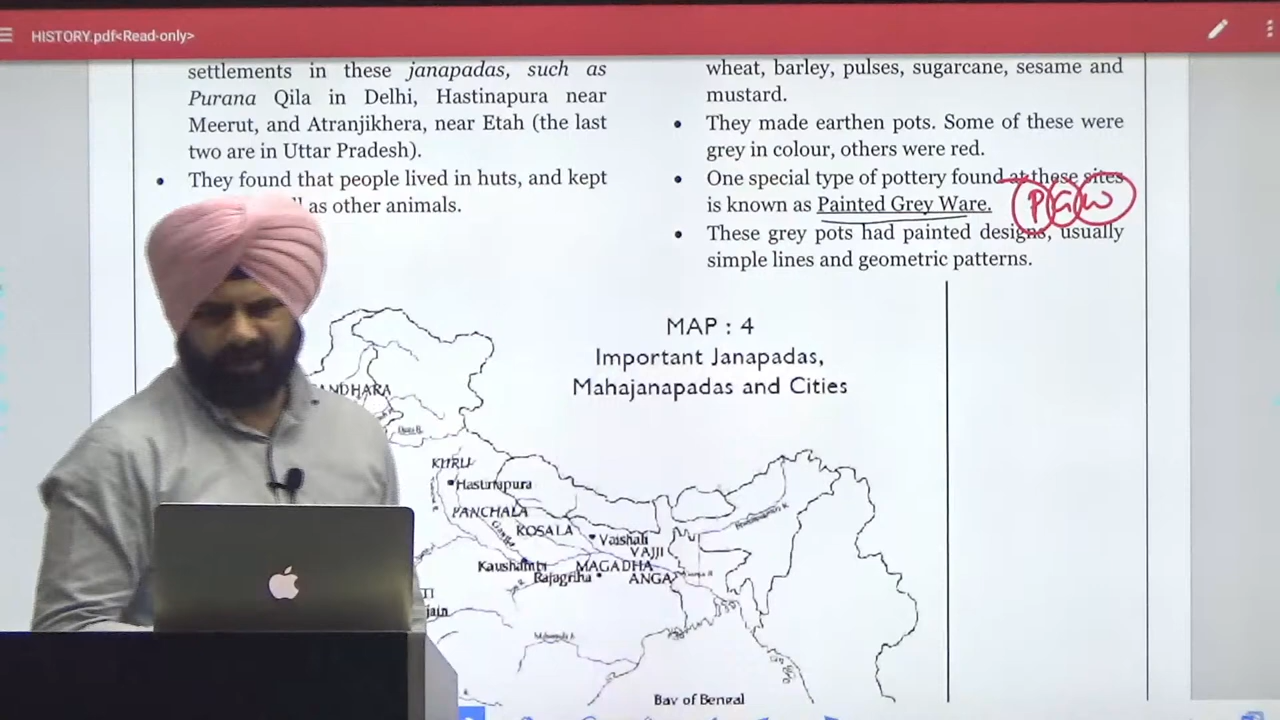 HISTORY.pdf<Read-only>
settlements in these janapadas, such as
Purana Qila in Delhi, Hastinapura near
Meerut, and Atranjikhera, near Etah (the last
two are in Uttar Pradesh).
• They found that people lived in huts, and kept
as other animals.
wheat, barley, pulses, sugarcane, sesame and
mustard.
• They made earthen pots. Some of these were
grey in colour, others were red.
• One special type of pottery found at these sites
is known as Painted Grey Ware.
PGW
• These grey pots had painted designs, usually
simple lines and geometric patterns.
MAP : 4
Important Janapadas,
Mahajanapadas and Cities
ANDHARA
KURU
Hastinapura
PANCHALA
KOSALA
Vaishali
VAJJI
Kaushambi
MAGADHA
Rajagriha
ANGA
TI
jain
Bay of Bengal